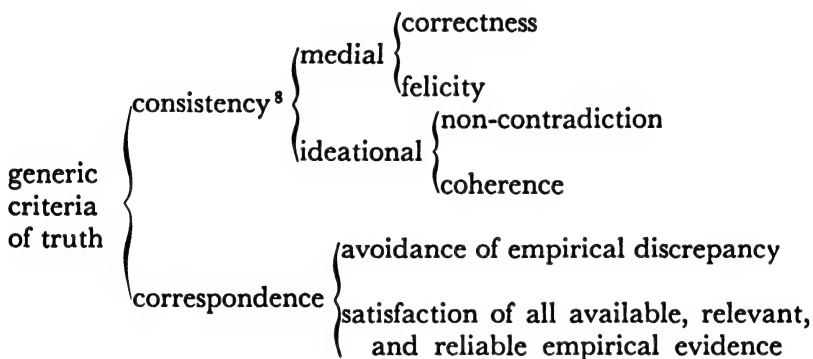 correctness
medial
felicity
consistency⁸
non-contradiction
ideational
coherence
generic
criteria
of truth
avoidance of empirical discrepancy
correspondence
satisfaction of all available, relevant,
and reliable empirical evidence